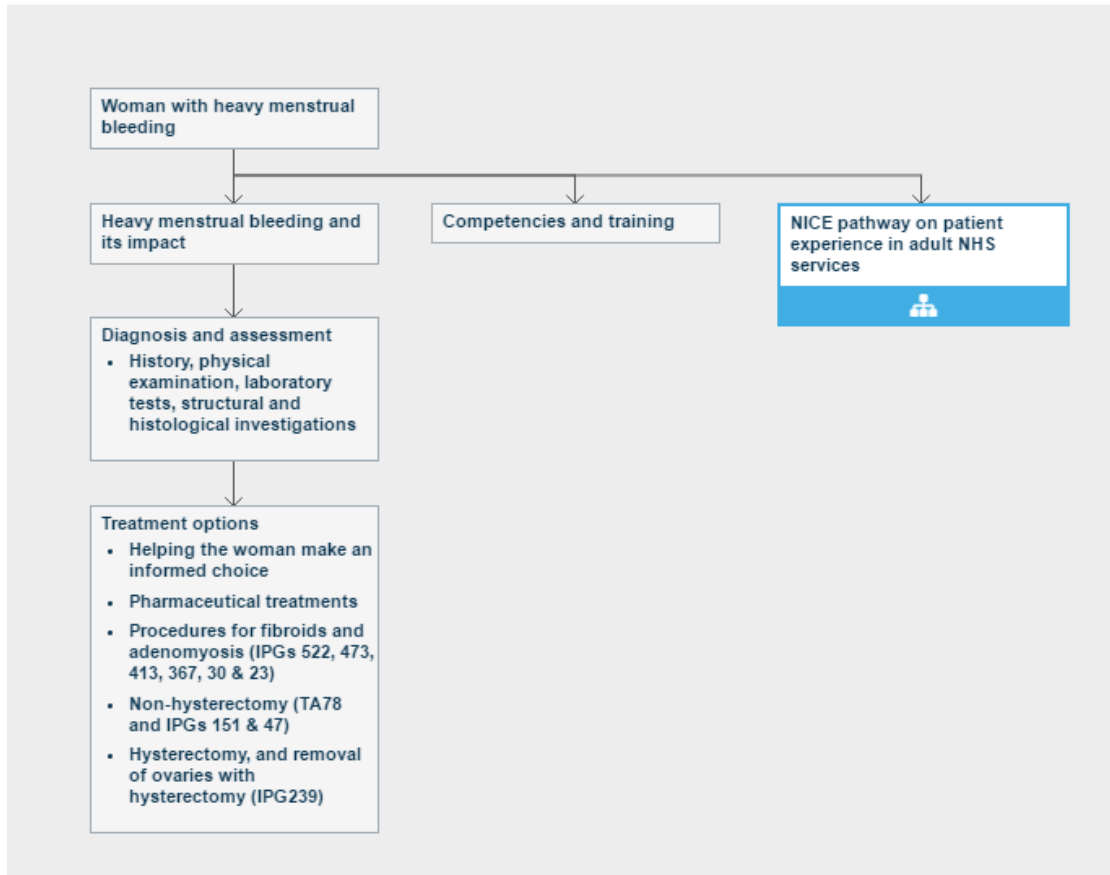 Woman with heavy menstrual
bleeding
Heavy menstrual bleeding and
its impact
Competencies and training
NICE pathway on patient
experience in adult NHS
services
Diagnosis and assessment
• History, physical
examination, laboratory
tests, structural and
histological investigations
Treatment options
• Helping the woman make an
informed choice
• Pharmaceutical treatments
• Procedures for fibroids and
adenomyosis (IPGs 522, 473,
413, 367, 30 & 23)
• Non-hysterectomy (TA78
and IPGs 151 & 47)
• Hysterectomy, and removal
of ovaries with
hysterectomy (IPG239)